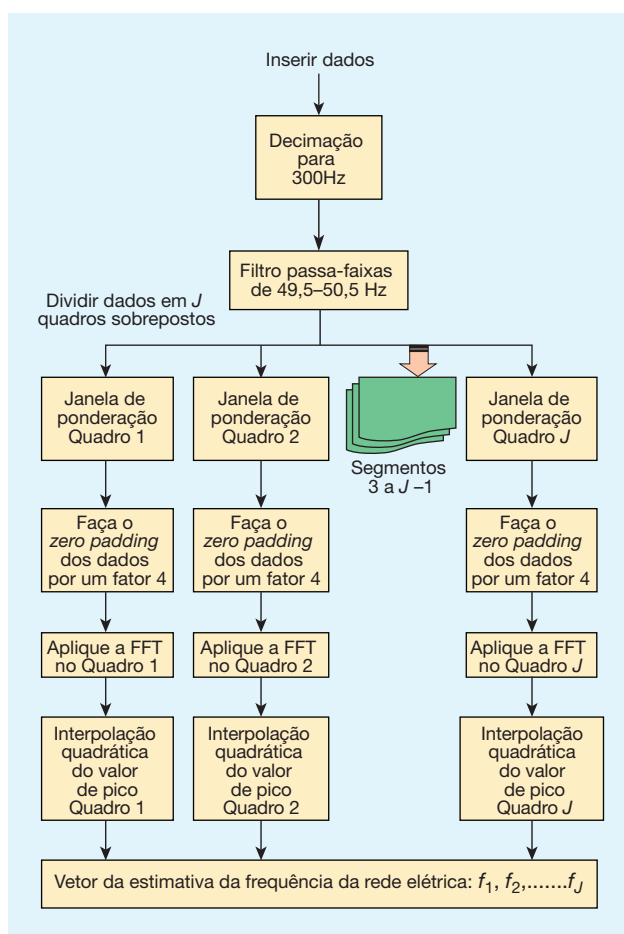 Inserir dados
Decimação
para
300Hz
Filtro passa-faixas
de 49,5–50,5 Hz
Dividir dados em J
quadros sobrepostos
Janela de
ponderação
Quadro 1
Janela de
ponderação
Quadro 2
Segmentos
3 a J –1
Janela de
ponderação
Quadro J
Faça o
zero padding
dos dados
por um fator 4
Faça o
zero padding
dos dados
por um fator 4
Faça o
zero padding
dos dados
por um fator 4
Aplique a FFT
no Quadro 1
Aplique a FFT
no Quadro 2
Aplique a FFT
no Quadro J
Interpolação
quadrática
do valor
de pico
Quadro 1
Interpolação
quadrática
do valor
de pico
Quadro 2
Interpolação
quadrática
do valor
de pico
Quadro J
Vetor da estimativa da frequência da rede elétrica: f1, f2,.......fJ